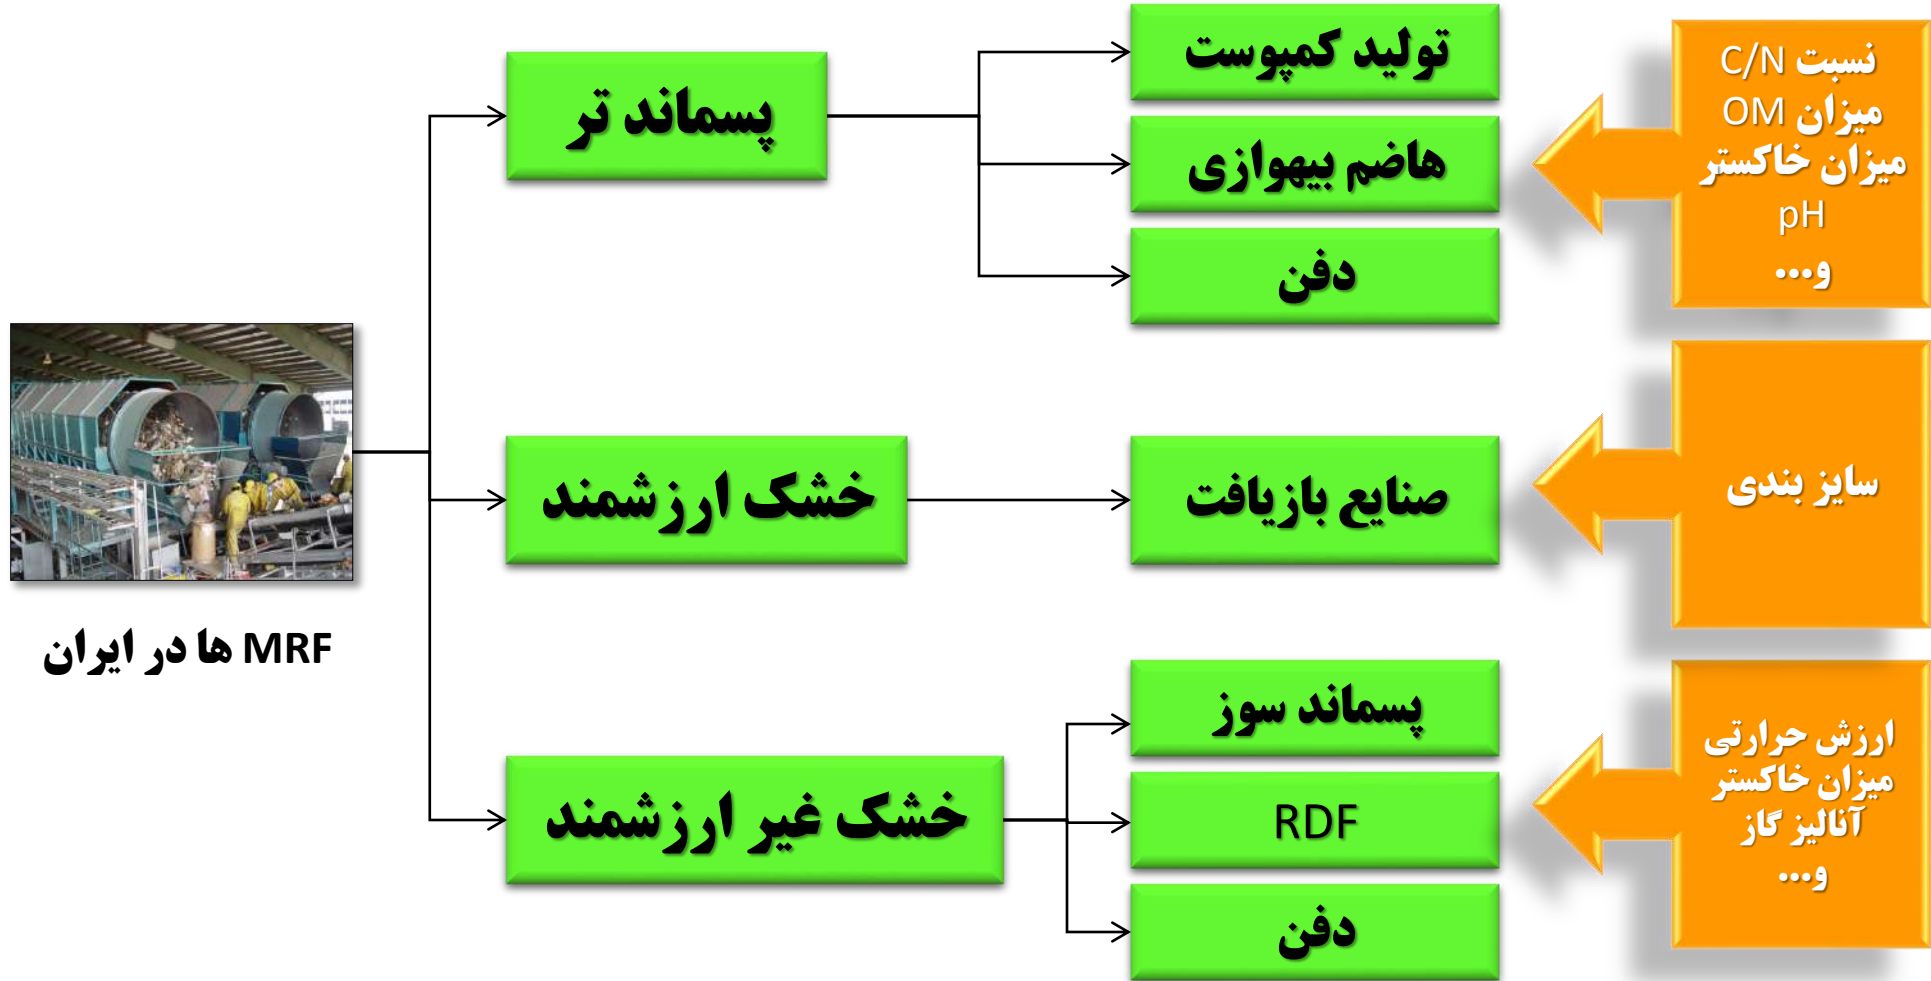 MRF ها در ایران
پسماند تر
تولید کمپوست
هاضم بیهوازی
دفن
نسبت C/N
میزان OM
میزان خاکستر
pH
و...
خشک ارزشمند
صنایع بازیافت
سایز بندی
خشک غیر ارزشمند
پسماند سوز
RDF
دفن
ارزش حرارتی
میزان خاکستر
آنالیز گاز
و...